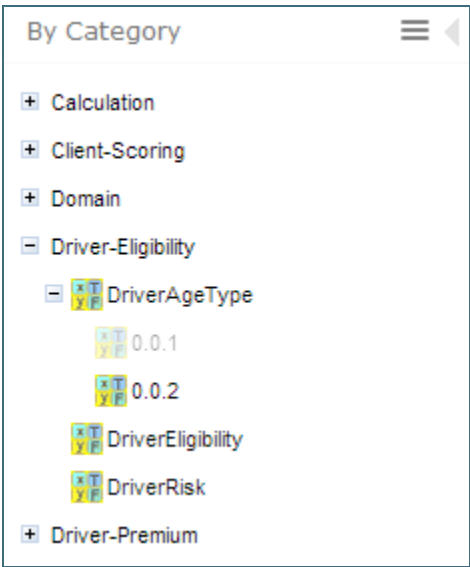 By Category
Calculation
Client-Scoring
Domain
Driver-Eligibility
DriverAgeType
0.0.1
0.0.2
DriverEligibility
DriverRisk
Driver-Premium